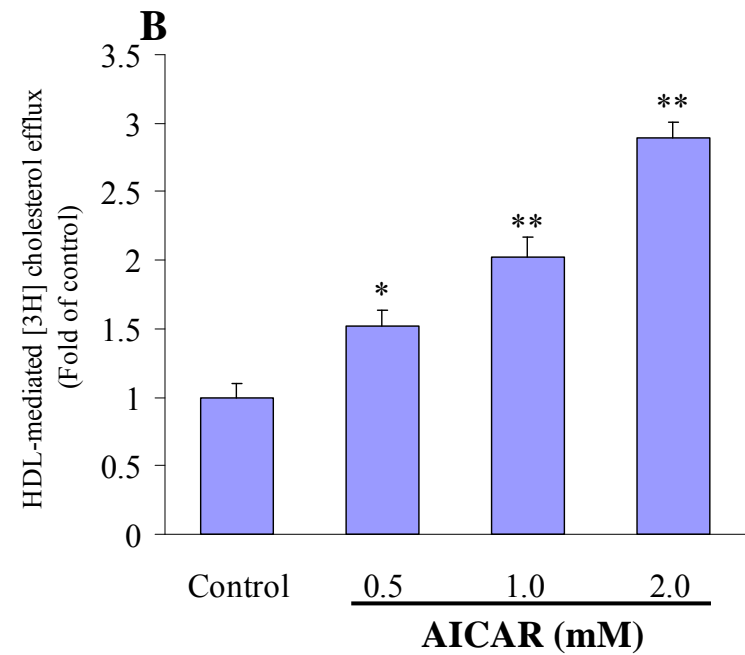 B
HDL-mediated [3H] cholesterol efflux
(Fold of control)
3.5
3
2.5
2
1.5
1
0.5
0
*
**
**
Control 0.5 1.0 2.0
AICAR (mM)